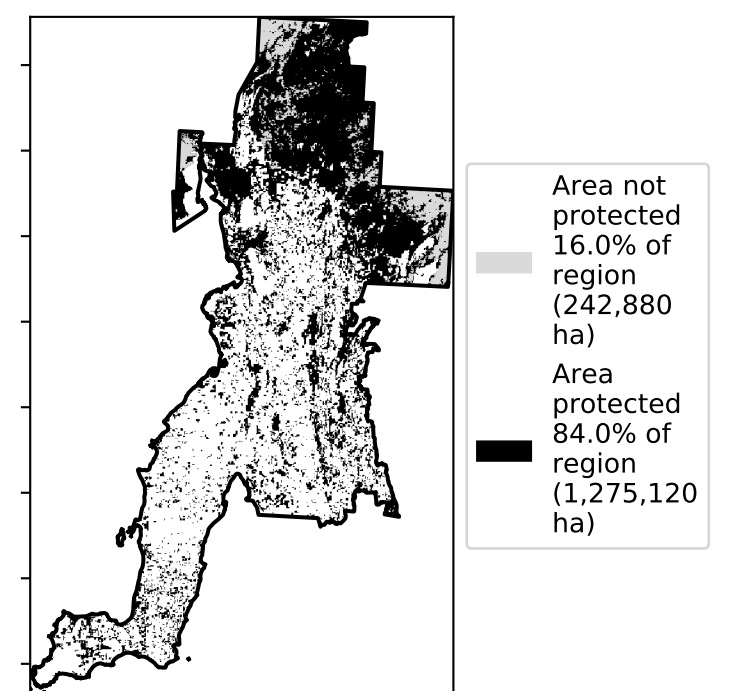 Area not
protected
16.0% of
region
(242,880
ha)
Area
protected
84.0% of
region
(1,275,120
ha)